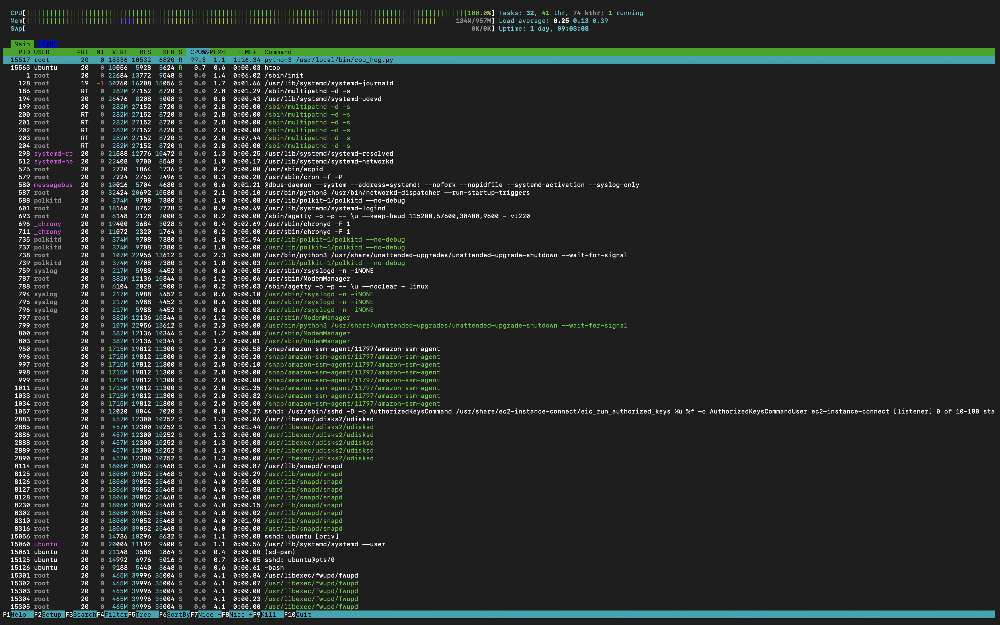 CPU[100.0%] Tasks: 32, 41 thr, 74 kthr; 1 running
Mem[184M/957M] Load average: 0.25 0.13 0.39
Swp[0K/0K] Uptime: 1 day, 09:03:08
Main I/O
PID USER PRI NI VIRT RES SHR S CPU%▽MEM% TIME+ Command
15517 root 20 0 18336 10532 6820 R 99.3 1.1 1:16.34 python3 /usr/local/bin/cpu_hog.py
15563 ubuntu 20 0 10056 5928 3624 R 0.7 0.6 0:00.03 htop
1 root 20 0 22684 13772 9548 S 0.0 1.4 0:06.02 /sbin/init
128 root 19 -1 50760 16208 15056 S 0.0 1.7 0:01.66 /usr/lib/systemd/systemd-journald
186 root RT 0 282M 27152 8720 S 0.0 2.8 0:01.29 /sbin/multipathd -d -s
194 root 20 0 26476 8208 5008 S 0.0 0.8 0:00.43 /usr/lib/systemd/systemd-udevd
199 root 20 0 282M 27152 8720 S 0.0 2.8 0:00.00 /sbin/multipathd -d -s
200 root RT 0 282M 27152 8720 S 0.0 2.8 0:00.00 /sbin/multipathd -d -s
201 root RT 0 282M 27152 8720 S 0.0 2.8 0:00.00 /sbin/multipathd -d -s
202 root RT 0 282M 27152 8720 S 0.0 2.8 0:00.00 /sbin/multipathd -d -s
203 root RT 0 282M 27152 8720 S 0.0 2.8 0:07.44 /sbin/multipathd -d -s
204 root RT 0 282M 27152 8720 S 0.0 2.8 0:00.00 /sbin/multipathd -d -s
298 systemd-re 20 0 21588 12776 10472 S 0.0 1.3 0:00.25 /usr/lib/systemd/systemd-resolved
512 systemd-ne 20 0 22408 9700 8548 S 0.0 1.0 0:00.17 /usr/lib/systemd/systemd-networkd
575 root 20 0 2720 1864 1736 S 0.0 0.2 0:00.00 /usr/sbin/acpid
579 root 20 0 7224 2752 2496 S 0.0 0.3 0:00.20 /usr/sbin/cron -f -P
580 messagebus 20 0 10016 5704 4680 S 0.0 0.6 0:01.21 @dbus-daemon --system --address=systemd: --nofork --nopidfile --systemd-activation --syslog-only
587 root 20 0 32424 20692 10580 S 0.0 2.1 0:00.10 /usr/bin/python3 /usr/bin/networkd-dispatcher --run-startup-triggers
588 polkitd 20 0 374M 9708 7380 S 0.0 1.0 0:00.08 /usr/lib/polkit-1/polkitd --no-debug
601 root 20 0 18160 8752 7728 S 0.0 0.9 0:00.49 /usr/lib/systemd/systemd-logind
693 root 20 0 6148 2128 2000 S 0.0 0.2 0:00.00 /sbin/agetty -o -p -- \u --keep-baud 115200,57600,38400,9600 - vt220
696 _chrony 20 0 19400 3684 3028 S 0.0 0.4 0:02.69 /usr/sbin/chronyd -F 1
711 _chrony 20 0 11072 2320 1764 S 0.0 0.2 0:00.00 /usr/sbin/chronyd -F 1
735 polkitd 20 0 374M 9708 7380 S 0.0 1.0 0:01.94 /usr/lib/polkit-1/polkitd --no-debug
737 polkitd 20 0 374M 9708 7380 S 0.0 1.0 0:00.00 /usr/lib/polkit-1/polkitd --no-debug
738 root 20 0 107M 22956 13612 S 0.0 2.3 0:00.08 /usr/bin/python3 /usr/share/unattended-upgrades/unattended-upgrade-shutdown --wait-for-signal
739 polkitd 20 0 374M 9708 7380 S 0.0 1.0 0:00.03 /usr/lib/polkit-1/polkitd --no-debug
759 syslog 20 0 217M 5988 4452 S 0.0 0.6 0:00.05 /usr/sbin/rsyslogd -n -iNONE
787 root 20 0 382M 12136 10344 S 0.0 1.2 0:00.06 /usr/sbin/ModemManager
788 root 20 0 6104 2028 1900 S 0.0 0.2 0:00.03 /sbin/agetty -o -p -- \u --noclear - linux
794 syslog 20 0 217M 5988 4452 S 0.0 0.6 0:00.10 /usr/sbin/rsyslogd -n -iNONE
795 syslog 20 0 217M 5988 4452 S 0.0 0.6 0:00.00 /usr/sbin/rsyslogd -n -iNONE
796 syslog 20 0 217M 5988 4452 S 0.0 0.6 0:00.08 /usr/sbin/rsyslogd -n -iNONE
797 root 20 0 382M 12136 10344 S 0.0 1.2 0:00.00 /usr/sbin/ModemManager
799 root 20 0 107M 22956 13612 S 0.0 2.3 0:00.00 /usr/bin/python3 /usr/share/unattended-upgrades/unattended-upgrade-shutdown --wait-for-signal
800 root 20 0 382M 12136 10344 S 0.0 1.2 0:00.00 /usr/sbin/ModemManager
803 root 20 0 382M 12136 10344 S 0.0 1.2 0:00.01 /usr/sbin/ModemManager
950 root 20 0 1715M 19812 11300 S 0.0 2.0 0:00.58 /snap/amazon-ssm-agent/11797/amazon-ssm-agent
996 root 20 0 1715M 19812 11300 S 0.0 2.0 0:00.20 /snap/amazon-ssm-agent/11797/amazon-ssm-agent
997 root 20 0 1715M 19812 11300 S 0.0 2.0 0:00.10 /snap/amazon-ssm-agent/11797/amazon-ssm-agent
998 root 20 0 1715M 19812 11300 S 0.0 2.0 0:00.00 /snap/amazon-ssm-agent/11797/amazon-ssm-agent
999 root 20 0 1715M 19812 11300 S 0.0 2.0 0:00.00 /snap/amazon-ssm-agent/11797/amazon-ssm-agent
1011 root 20 0 1715M 19812 11300 S 0.0 2.0 0:01.35 /snap/amazon-ssm-agent/11797/amazon-ssm-agent
1033 root 20 0 1715M 19812 11300 S 0.0 2.0 0:00.82 /snap/amazon-ssm-agent/11797/amazon-ssm-agent
1034 root 20 0 1715M 19812 11300 S 0.0 2.0 0:00.00 /snap/amazon-ssm-agent/11797/amazon-ssm-agent
1057 root 20 0 12020 8044 7020 S 0.0 0.8 0:00.27 sshd: /usr/sbin/sshd -D -o AuthorizedKeysCommand /usr/share/ec2-instance-connect/eic_run_authorized_keys %u %f -o AuthorizedKeysCommandUser ec2-instance-connect [listener] 0 of 10-100 sta
2883 root 20 0 457M 12300 10252 S 0.0 1.3 0:00.06 /usr/libexec/udisks2/udisksd
2885 root 20 0 457M 12300 10252 S 0.0 1.3 0:01.44 /usr/libexec/udisks2/udisksd
2886 root 20 0 457M 12300 10252 S 0.0 1.3 0:00.00 /usr/libexec/udisks2/udisksd
2888 root 20 0 457M 12300 10252 S 0.0 1.3 0:00.08 /usr/libexec/udisks2/udisksd
2889 root 20 0 457M 12300 10252 S 0.0 1.3 0:00.00 /usr/libexec/udisks2/udisksd
2890 root 20 0 457M 12300 10252 S 0.0 1.3 0:00.00 /usr/libexec/udisks2/udisksd
8114 root 20 0 1806M 39052 25468 S 0.0 4.0 0:00.87 /usr/lib/snapd/snapd
8125 root 20 0 1806M 39052 25468 S 0.0 4.0 0:00.29 /usr/lib/snapd/snapd
8126 root 20 0 1806M 39052 25468 S 0.0 4.0 0:00.00 /usr/lib/snapd/snapd
8127 root 20 0 1806M 39052 25468 S 0.0 4.0 0:01.88 /usr/lib/snapd/snapd
8128 root 20 0 1806M 39052 25468 S 0.0 4.0 0:00.00 /usr/lib/snapd/snapd
8230 root 20 0 1806M 39052 25468 S 0.0 4.0 0:00.15 /usr/lib/snapd/snapd
8302 root 20 0 1806M 39052 25468 S 0.0 4.0 0:00.02 /usr/lib/snapd/snapd
8310 root 20 0 1806M 39052 25468 S 0.0 4.0 0:01.90 /usr/lib/snapd/snapd
8316 root 20 0 1806M 39052 25468 S 0.0 4.0 0:00.00 /usr/lib/snapd/snapd
15056 root 20 0 14736 10296 8632 S 0.0 1.1 0:00.08 sshd: ubuntu [priv]
15060 ubuntu 20 0 20004 11192 9400 S 0.0 1.1 0:00.54 /usr/lib/systemd/systemd --user
15061 ubuntu 20 0 21148 3588 1864 S 0.0 0.4 0:00.00 (sd-pam)
15125 ubuntu 20 0 14992 6976 5016 S 0.0 0.7 0:24.05 sshd: ubuntu@pts/0
15126 ubuntu 20 0 9188 5440 3648 S 0.0 0.6 0:00.61 -bash
15301 root 20 0 465M 39996 35004 S 0.0 4.1 0:00.84 /usr/libexec/fwupd/fwupd
15302 root 20 0 465M 39996 35004 S 0.0 4.1 0:00.07 /usr/libexec/fwupd/fwupd
15303 root 20 0 465M 39996 35004 S 0.0 4.1 0:00.00 /usr/libexec/fwupd/fwupd
15304 root 20 0 465M 39996 35004 S 0.0 4.1 0:00.23 /usr/libexec/fwupd/fwupd
15305 root 20 0 465M 39996 35004 S 0.0 4.1 0:00.00 /usr/libexec/fwupd/fwupd
F1Help F2Setup F3SearchF4FilterF5Tree F6SortByF7Nice -F8Nice +F9Kill F10Quit